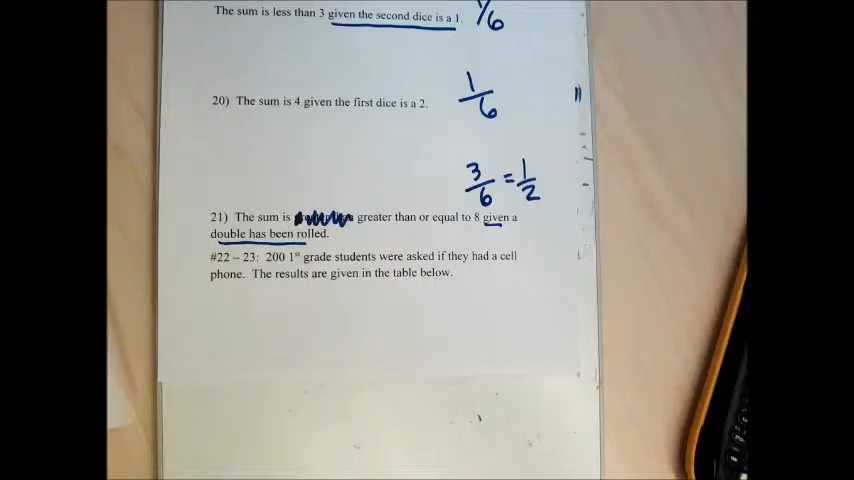 The sum is less than 3 given the second dice is a 1. 1/6
20) The sum is 4 given the first dice is a 2. 1/6
3/6 = 1/2
21) The sum is greater than or equal to 8 given a
double has been rolled.
#22 – 23: 200 1st grade students were asked if they had a cell
phone. The results are given in the table below.